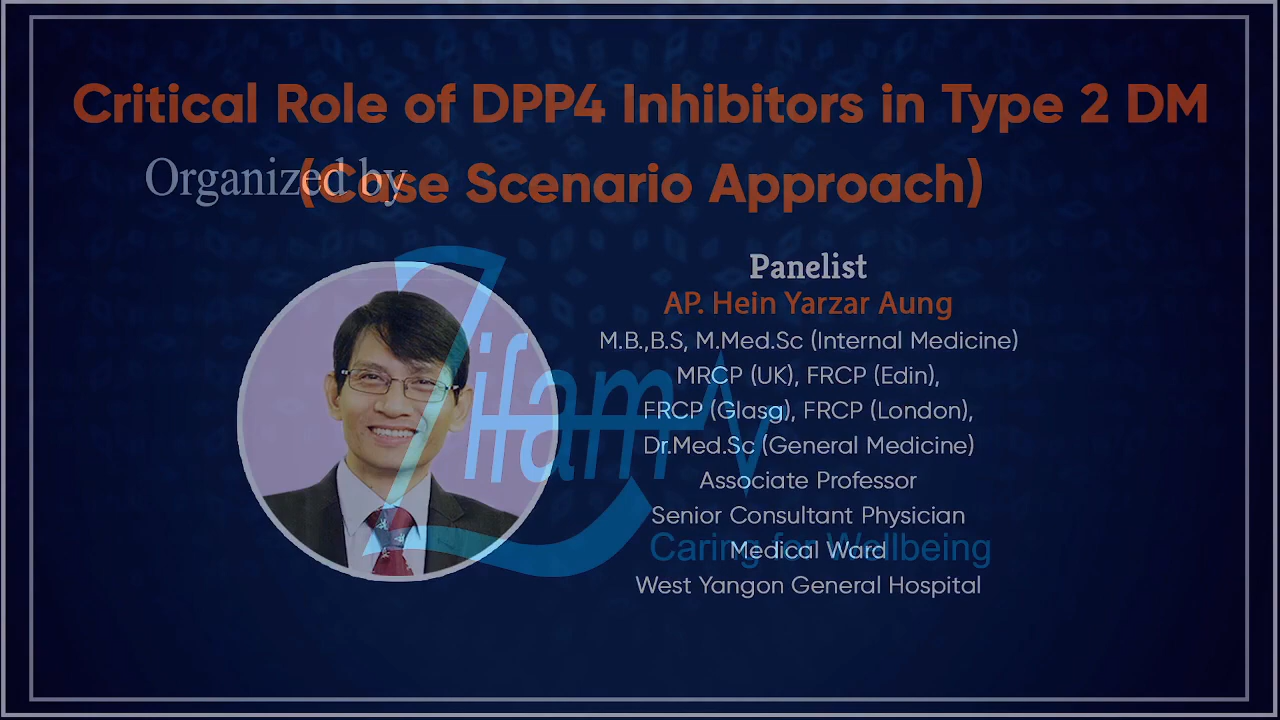 Critical Role of DPP4 Inhibitors in Type 2 DM
(Case Scenario Approach)
Organized by
Zifam
Caring for Wellbeing
Panelist
AP. Hein Yarzar Aung
M.B.,B.S, M.Med.Sc (Internal Medicine)
MRCP (UK), FRCP (Edin),
FRCP (Glasg), FRCP (London),
Dr.Med.Sc (General Medicine)
Associate Professor
Senior Consultant Physician
Medical Ward
West Yangon General Hospital